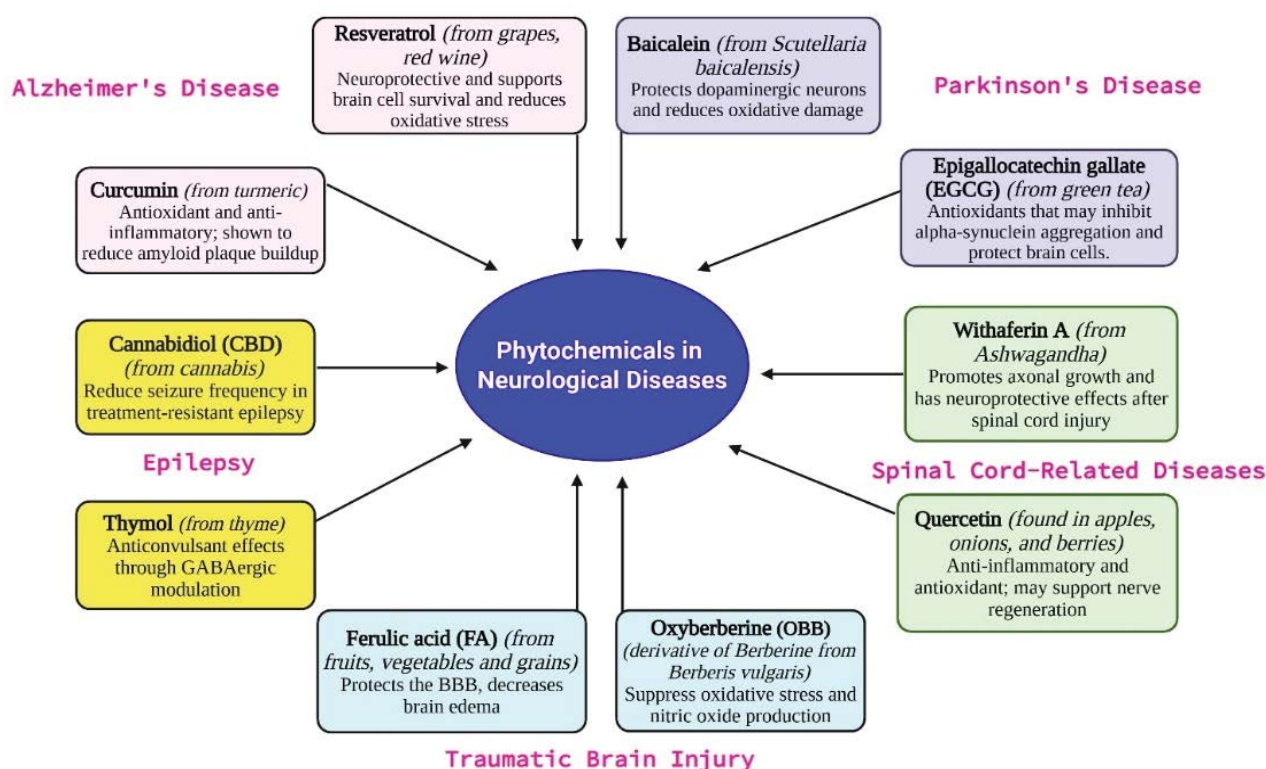 Resveratrol (from grapes,
red wine)
Neuroprotective and supports
brain cell survival and reduces
oxidative stress
Baicalein (from Scutellaria
baicalensis)
Protects dopaminergic neurons
and reduces oxidative damage
Alzheimer's Disease
Parkinson's Disease
Curcumin (from turmeric)
Antioxidant and anti-
inflammatory; shown to
reduce amyloid plaque buildup
Epigallocatechin gallate
(EGCG) (from green tea)
Antioxidants that may inhibit
alpha-synuclein aggregation and
protect brain cells.
Cannabidiol (CBD)
(from cannabis)
Reduce seizure frequency in
treatment-resistant epilepsy
Phytochemicals in
Neurological Diseases
Withaferin A (from
Ashwagandha)
Promotes axonal growth and
has neuroprotective effects after
spinal cord injury
Epilepsy
Spinal Cord-Related Diseases
Thymol (from thyme)
Anticonvulsant effects
through GABAergic
modulation
Quercetin (found in apples,
onions, and berries)
Anti-inflammatory and
antioxidant; may support nerve
regeneration
Ferulic acid (FA) (from
fruits, vegetables and grains)
Protects the BBB, decreases
brain edema
Oxyberberine (OBB)
(derivative of Berberine from
Berberis vulgaris)
Suppress oxidative stress and
nitric oxide production
Traumatic Brain Injury